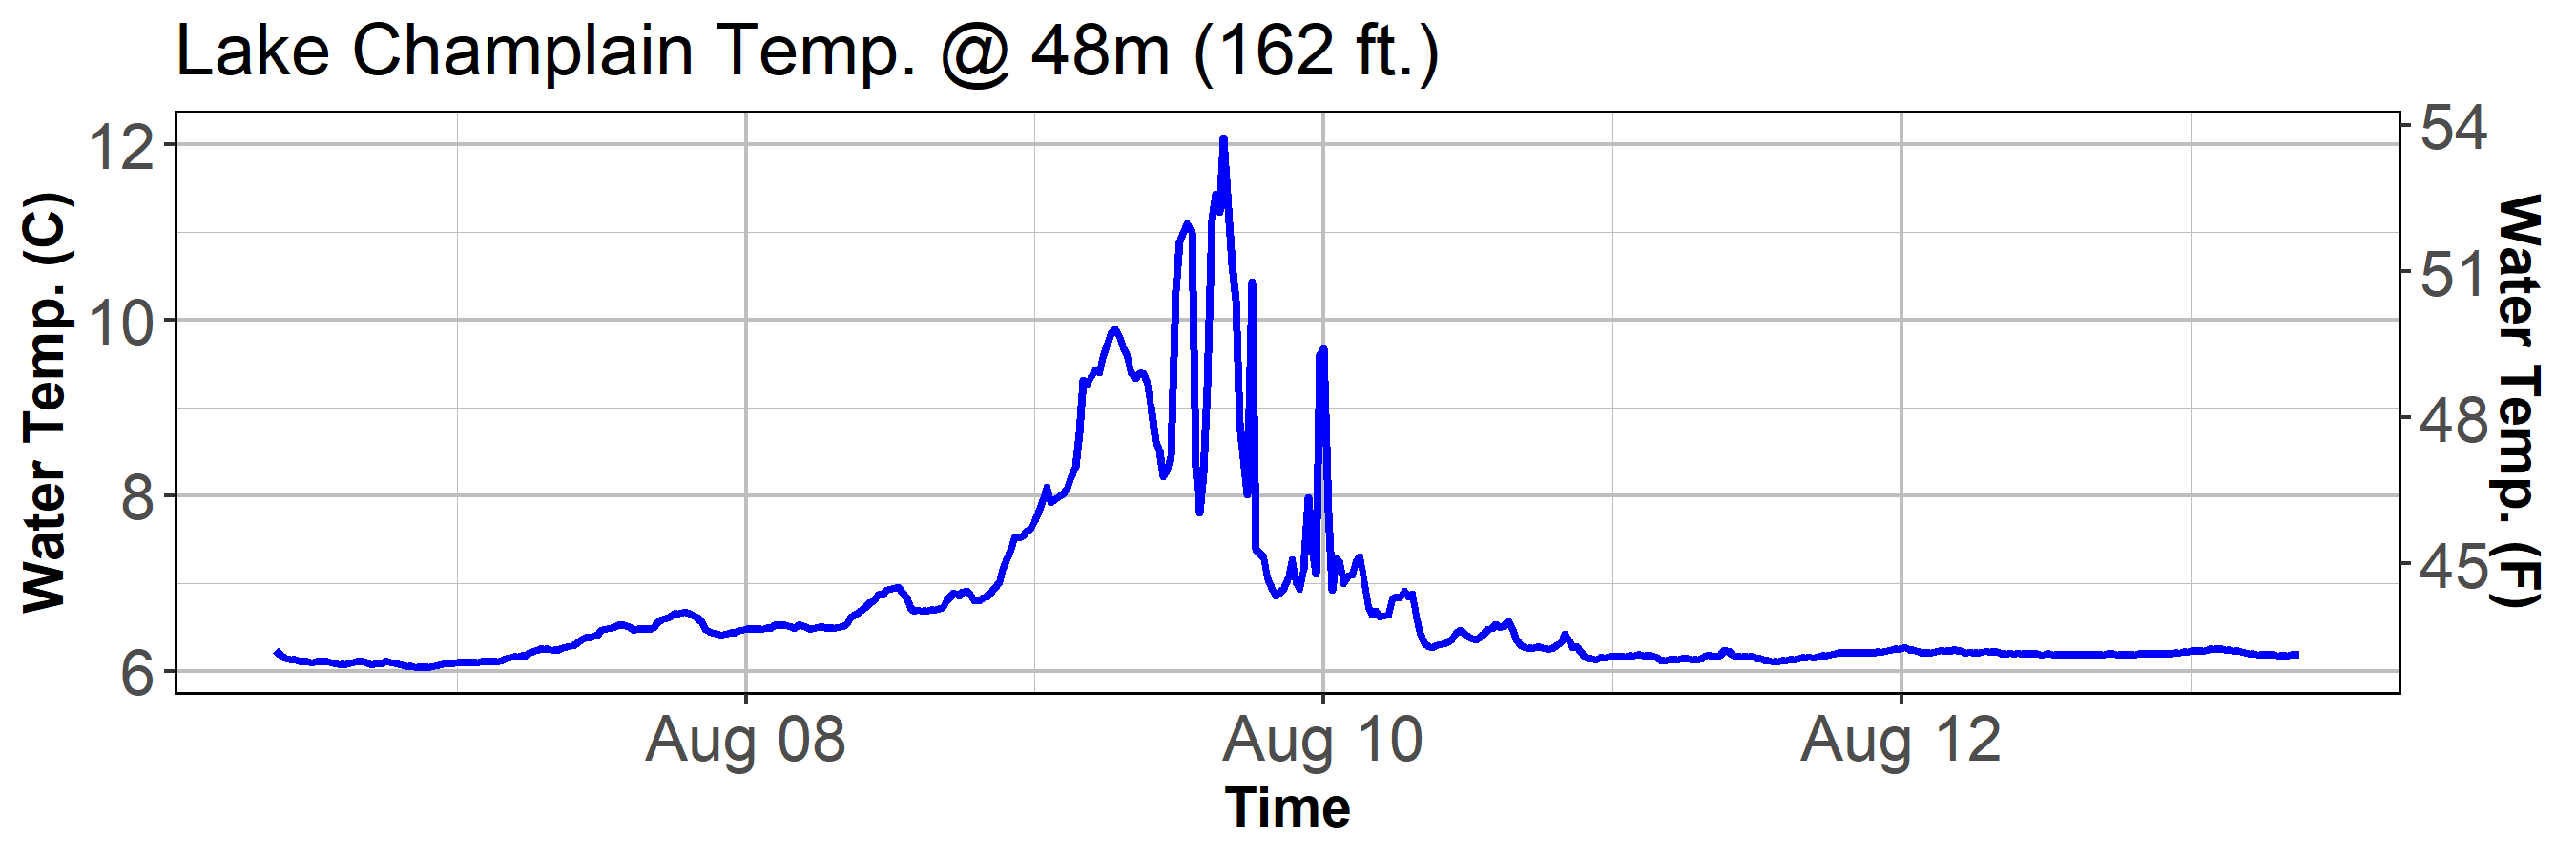 Lake Champlain Temp. @ 48m (162 ft.)
Water Temp. (C)
12
10
8
6
54
51
48
45
Water Temp. (F)
Aug 08
Aug 10
Aug 12
Time